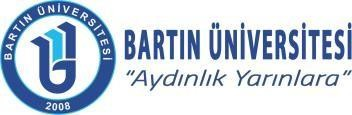 BARTIN ÜNİVERSİTESİ
2008
BARTIN ÜNİVERSİTESİ
"Aydınlık Yarınlara"